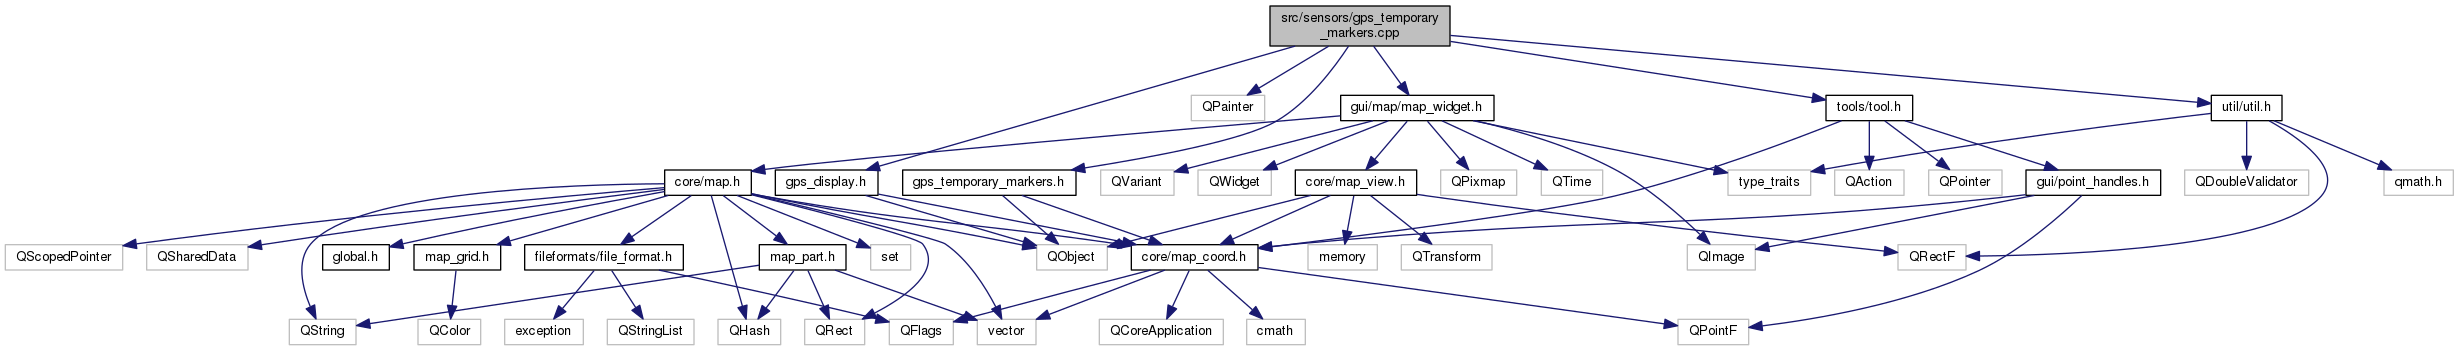 src/sensors/gps_temporary
_markers.cpp
QPainter
gui/map/map_widget.h
tools/tool.h
util/util.h
core/map.h
gps_display.h
gps_temporary_markers.h
QVariant
QWidget
core/map_view.h
QPixmap
QTime
type_traits
QAction
QPointer
gui/point_handles.h
QDoubleValidator
qmath.h
QScopedPointer
QSharedData
global.h
map_grid.h
fileformats/file_format.h
map_part.h
set
QObject
core/map_coord.h
memory
QTransform
QImage
QRectF
QString
QColor
exception
QStringList
QHash
QRect
QFlags
vector
QCoreApplication
cmath
QPointF